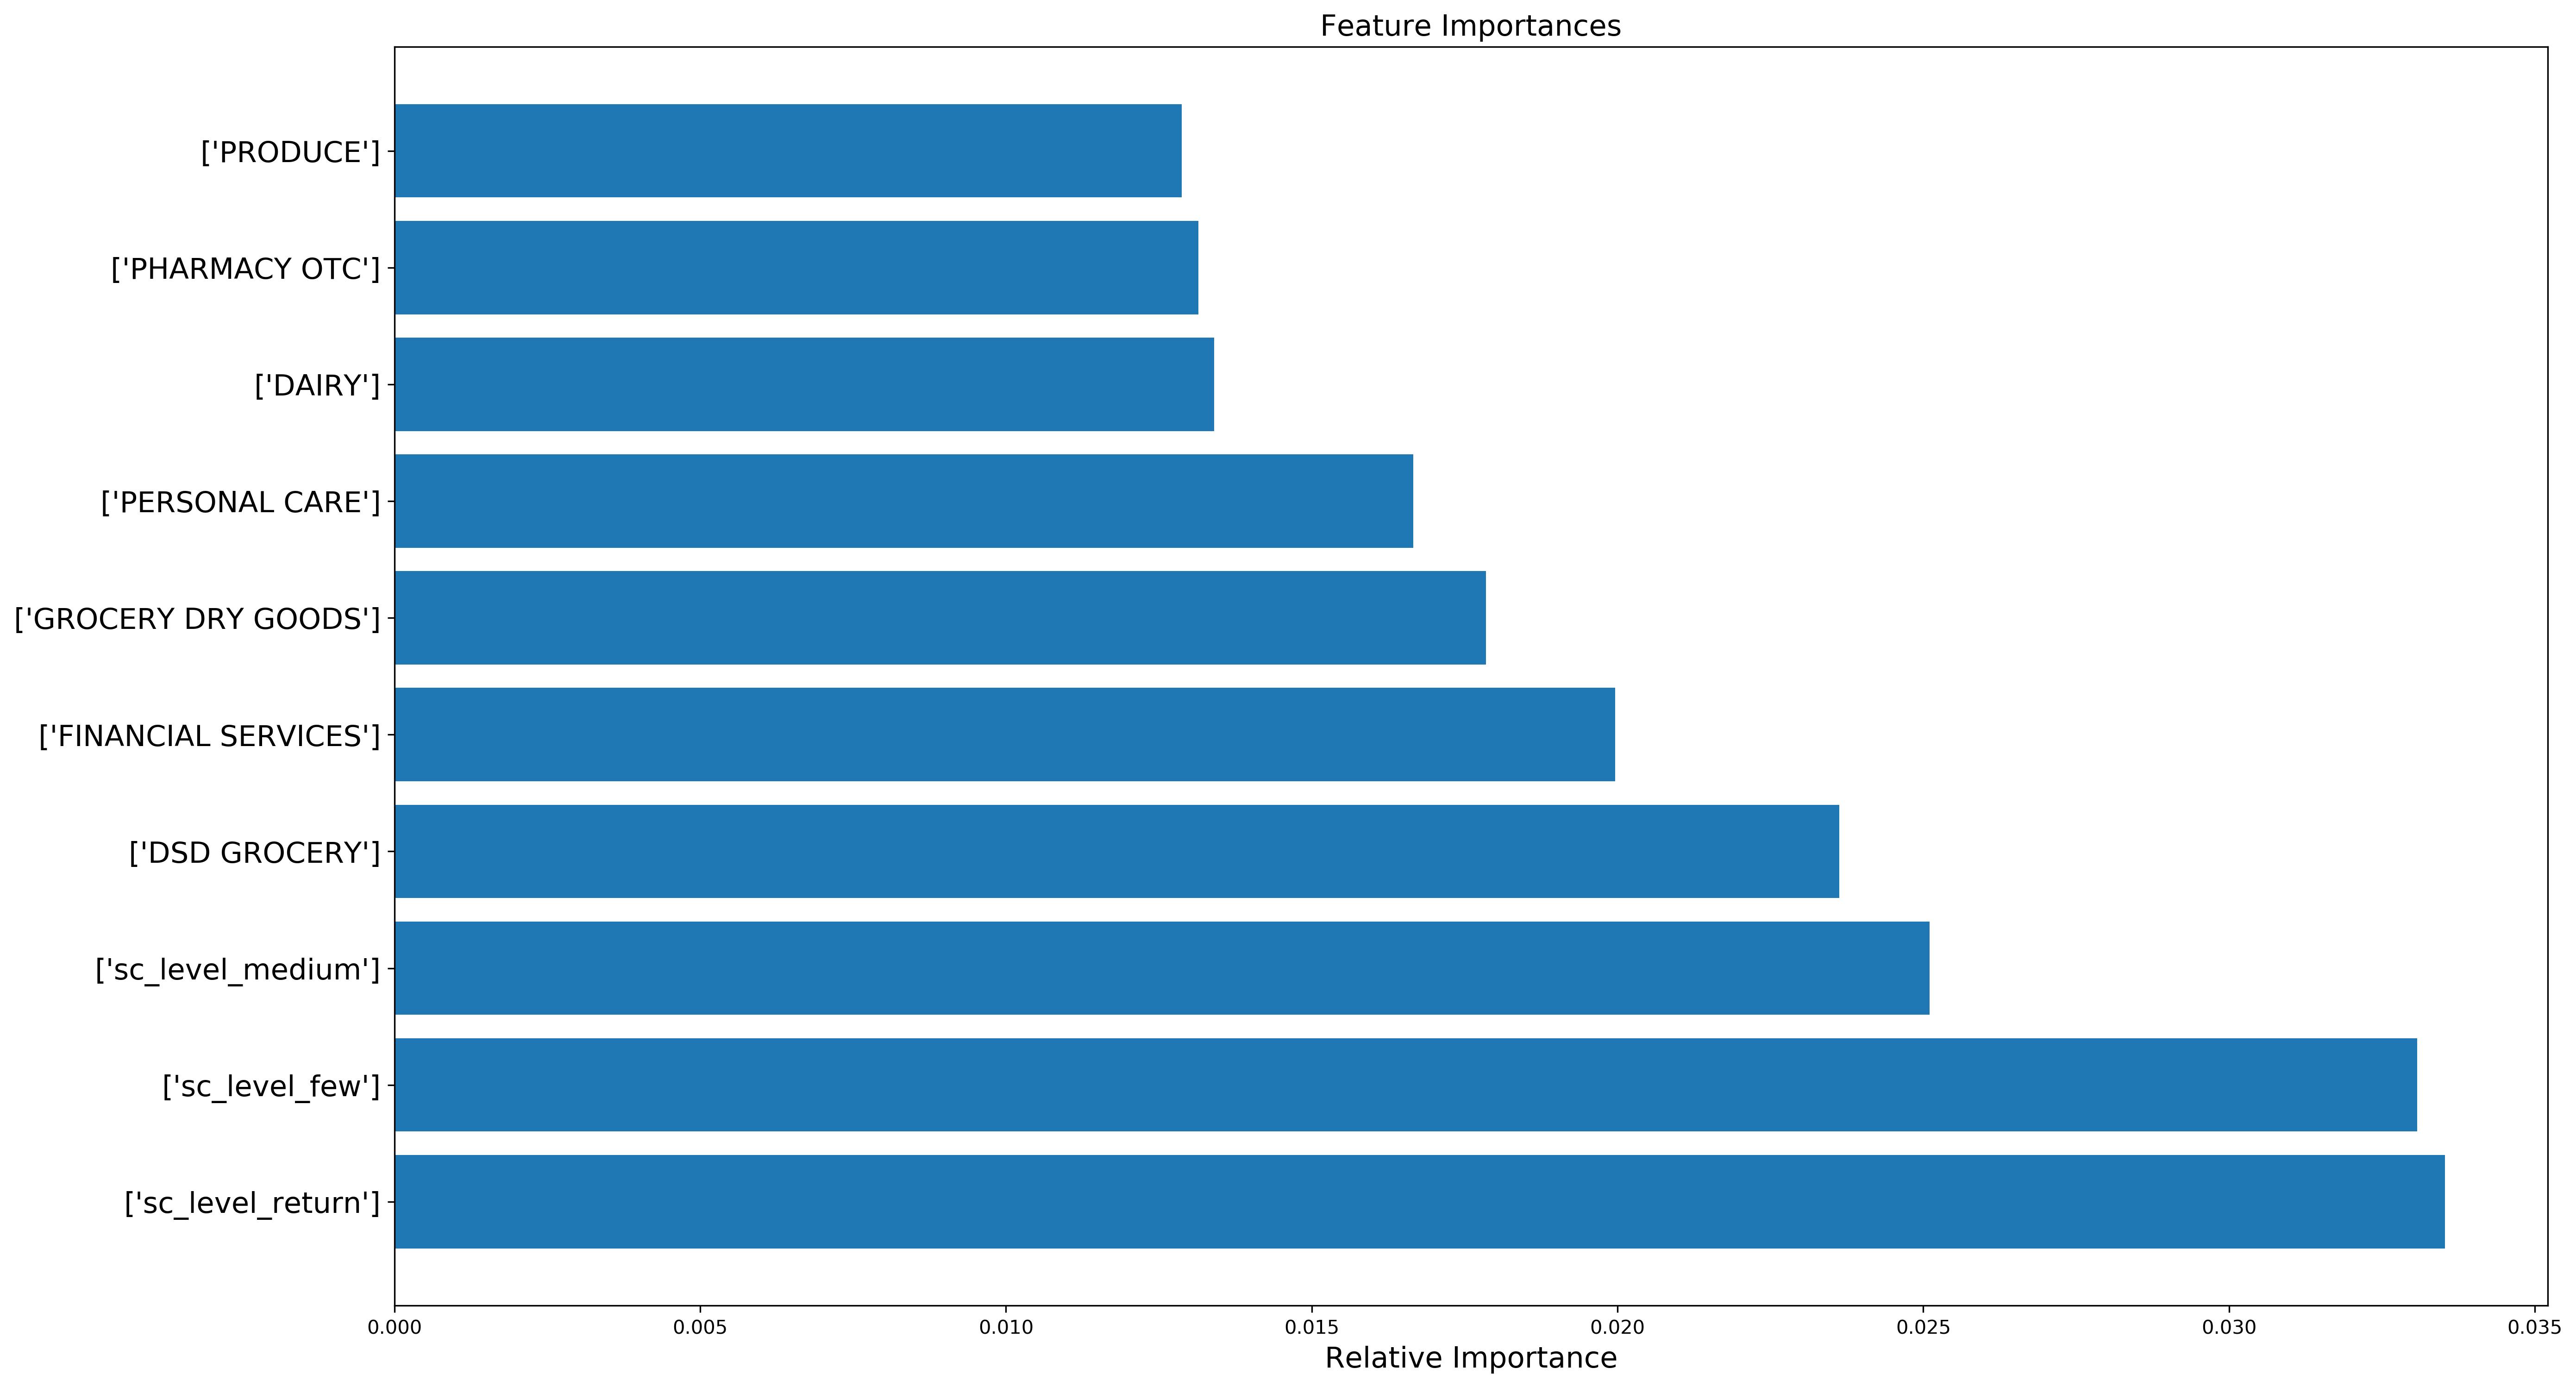 Feature Importances
['PRODUCE']
['PHARMACY OTC']
['DAIRY']
['PERSONAL CARE']
['GROCERY DRY GOODS']
['FINANCIAL SERVICES']
['DSD GROCERY']
['sc_level_medium']
['sc_level_few']
['sc_level_return']
0.000 0.005 0.010 0.015 0.020 0.025 0.030 0.035
Relative Importance